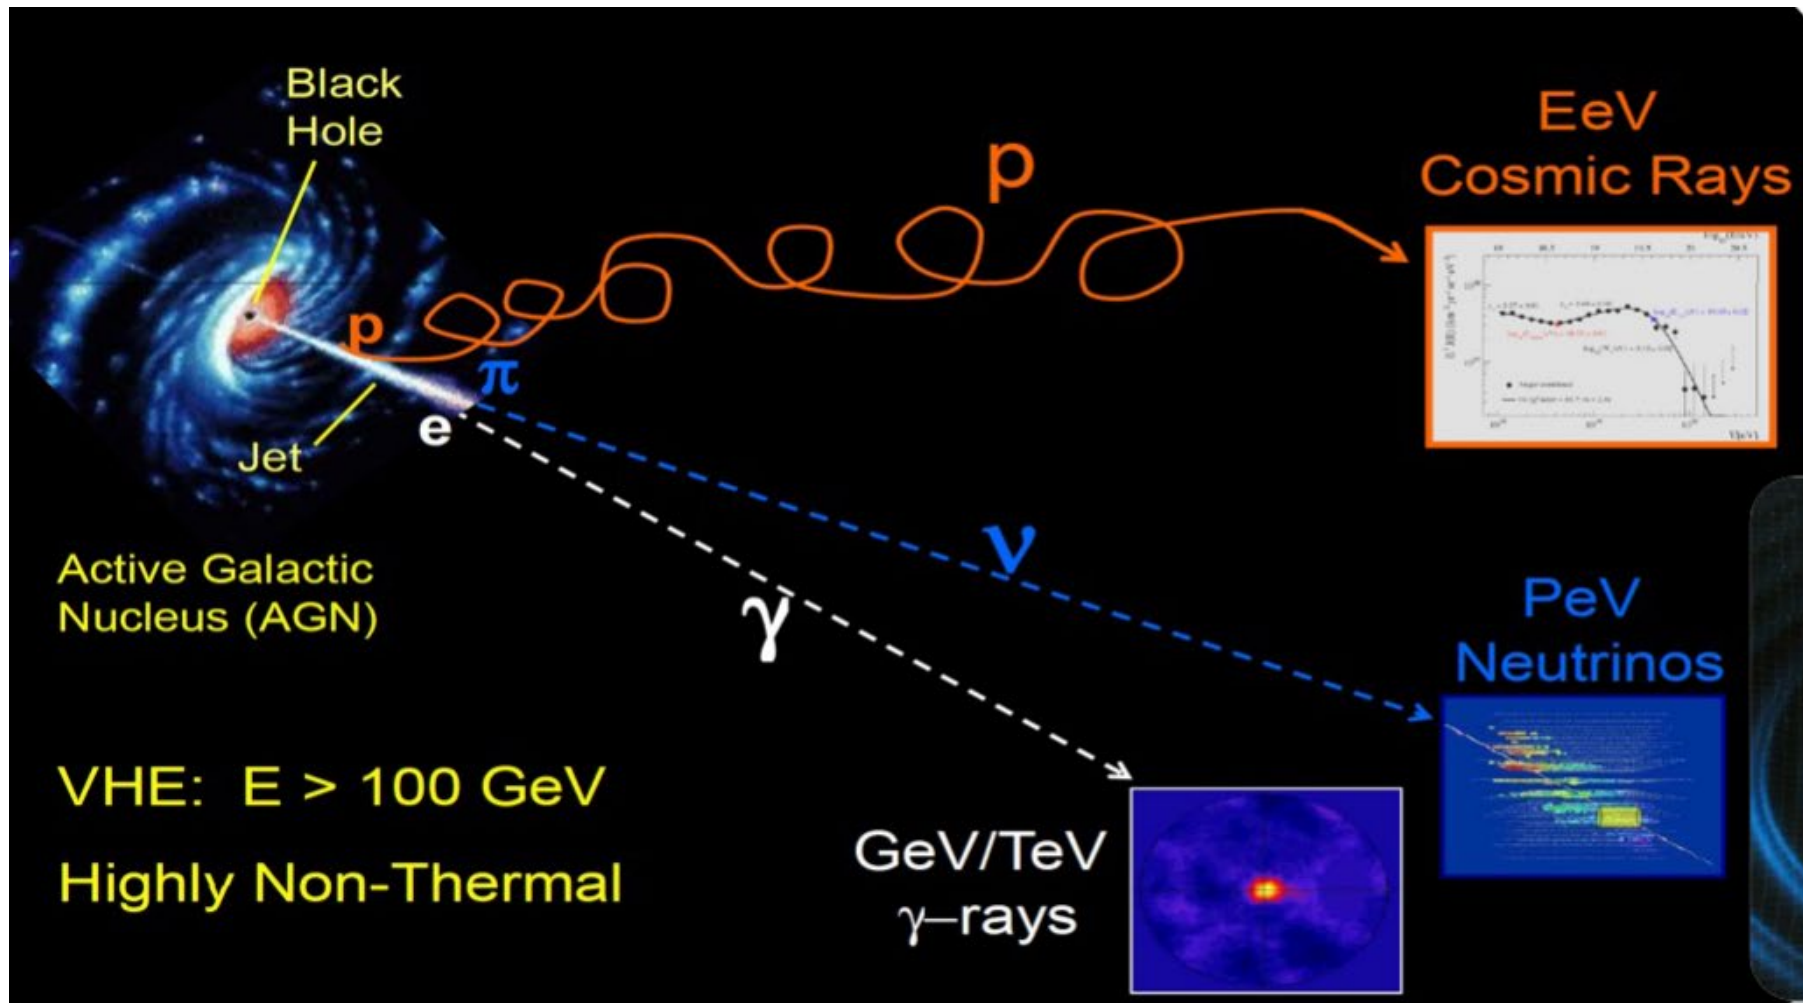 Black
Hole
p
EeV
Cosmic Rays
p
π
e
Jet
ν
γ
Active Galactic
Nucleus (AGN)
PeV
Neutrinos
VHE: E > 100 GeV
Highly Non-Thermal
GeV/TeV
γ–rays